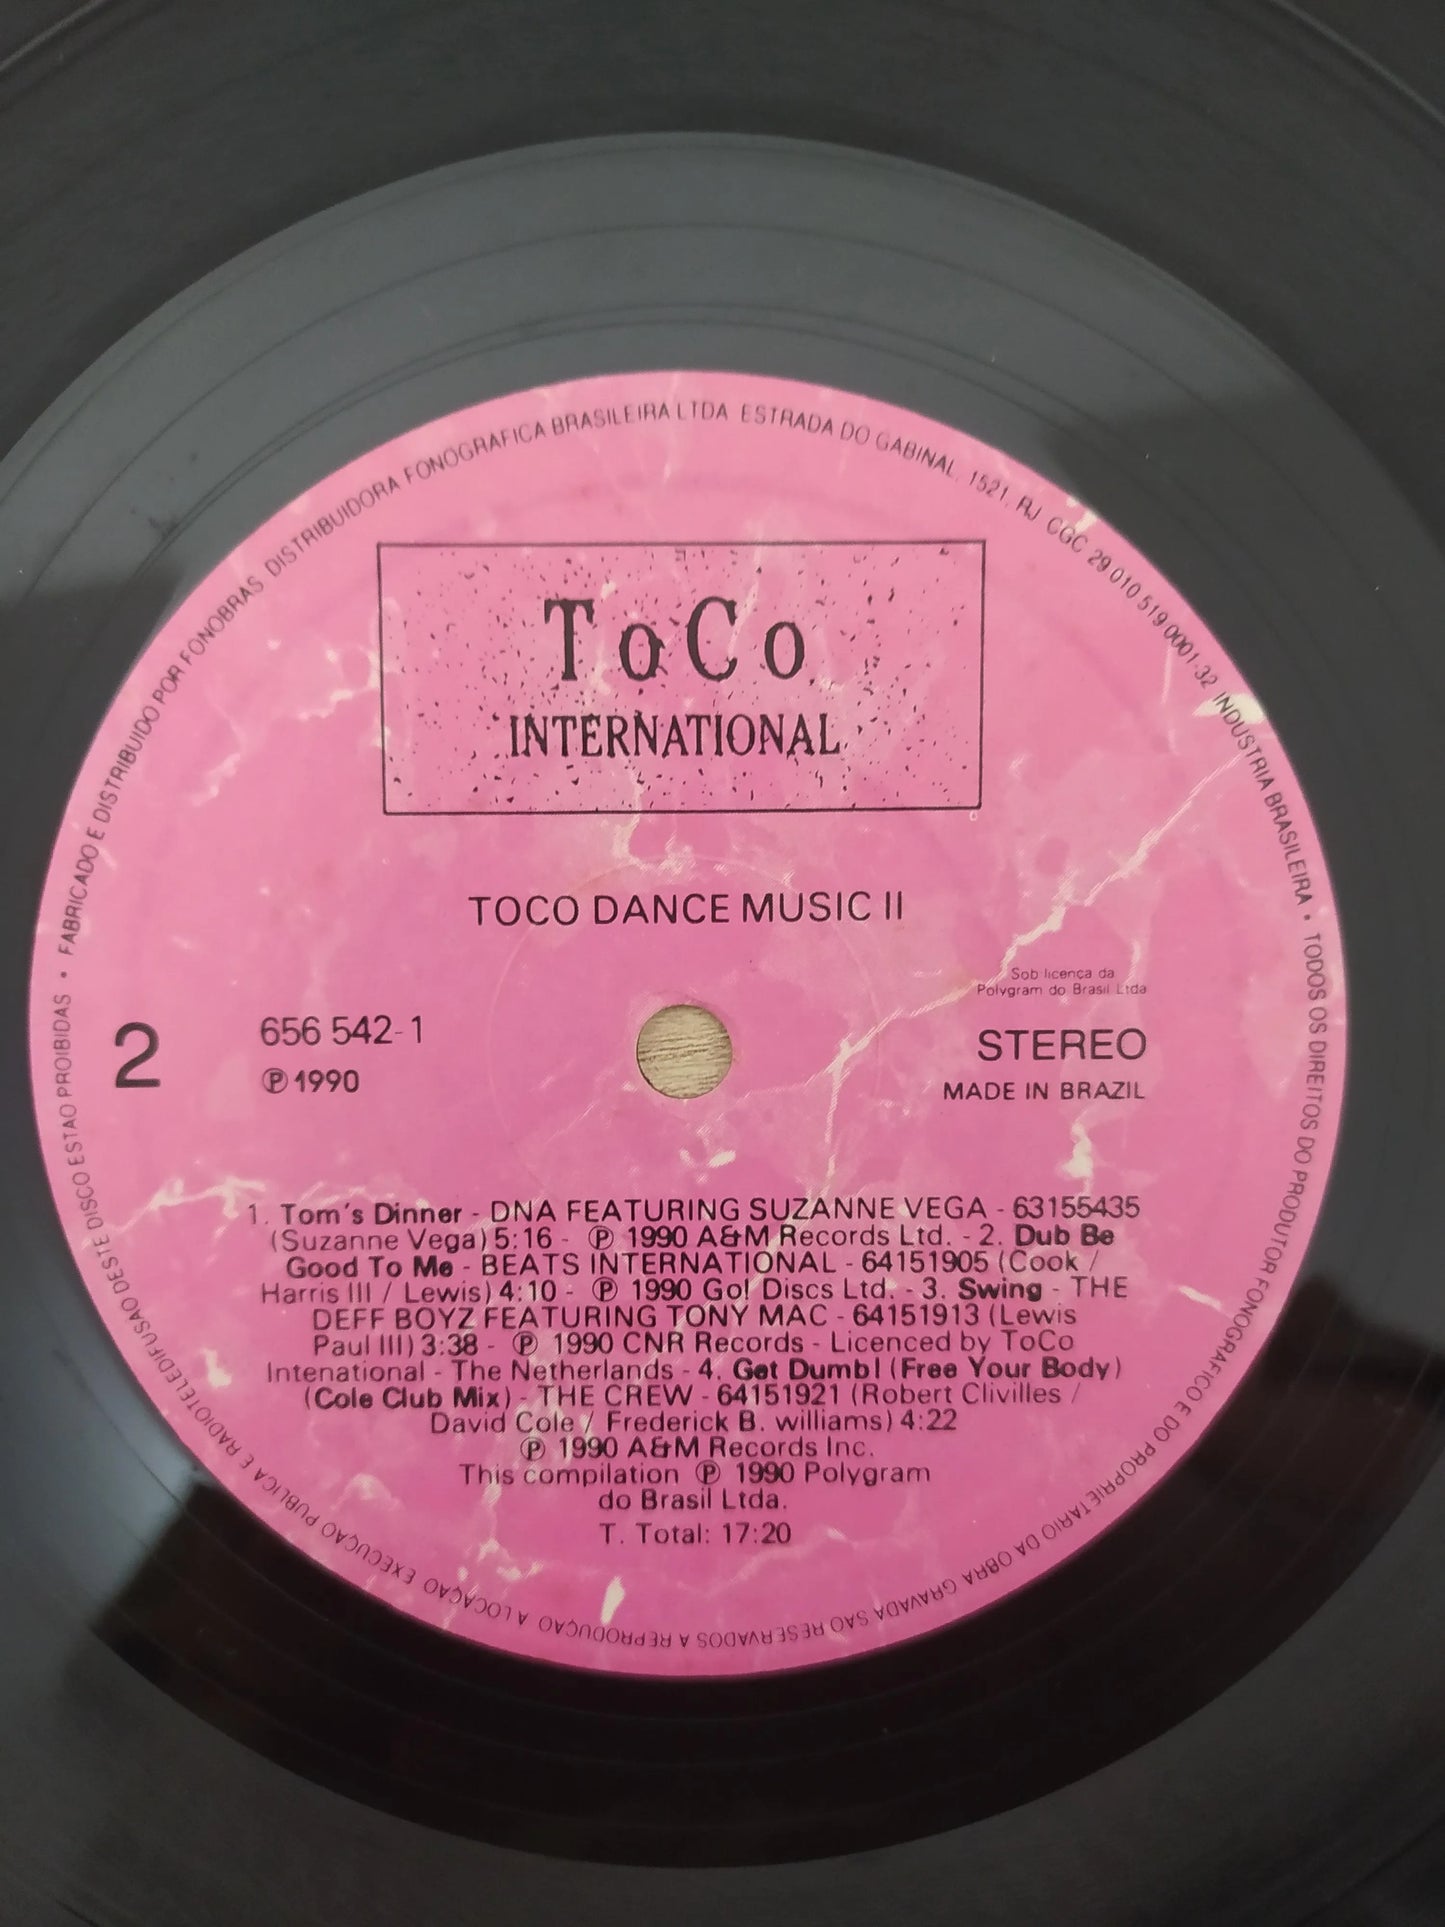 ToCo
INTERNATIONAL
TOCO DANCE MUSIC II
Sob licença da
Polygram do Brasil Ltda
2
656 542-1
℗ 1990
STEREO
MADE IN BRAZIL
1. Tom's Dinner - DNA FEATURING SUZANNE VEGA - 63155435
(Suzanne Vega) 5:16 - ℗ 1990 A&M Records Ltd. - 2. Dub Be
Good To Me - BEATS INTERNATIONAL - 64151905 (Cook /
Harris III / Lewis) 4:10 - ℗ 1990 Go! Discs Ltd. - 3. Swing - THE
DEFF BOYZ FEATURING TONY MAC - 64151913 (Lewis
Paul III) 3:38 - ℗ 1990 CNR Records - Licenced by ToCo
Intenational - The Netherlands - 4. Get Dumb! (Free Your Body)
(Cole Club Mix) - THE CREW - 64151921 (Robert Clivilles /
David Cole / Frederick B. williams) 4:22
℗ 1990 A&M Records Inc.
This compilation ℗ 1990 Polygram
do Brasil Ltda.
T. Total: 17:20
• FABRICADO E DISTRIBUIDO POR FONOBRAS DISTRIBUIDORA FONOGRAFICA BRASILEIRA LTDA ESTRADA DO GABINAL, 1521, RJ CGC 29 010 519 0001-32 INDUSTRIA BRASILEIRA • TODOS OS DIREITOS DO PRODUTOR FONOGRAFICO E DO PROPRIETARIO DA OBRA GRAVADA SAO RESERVADOS A REPRODUÇAO A LOCAÇAO EXECUÇAO PUBLICA E RADIOTELEDIFUSAO DESTE DISCO ESTAO PROIBIDAS